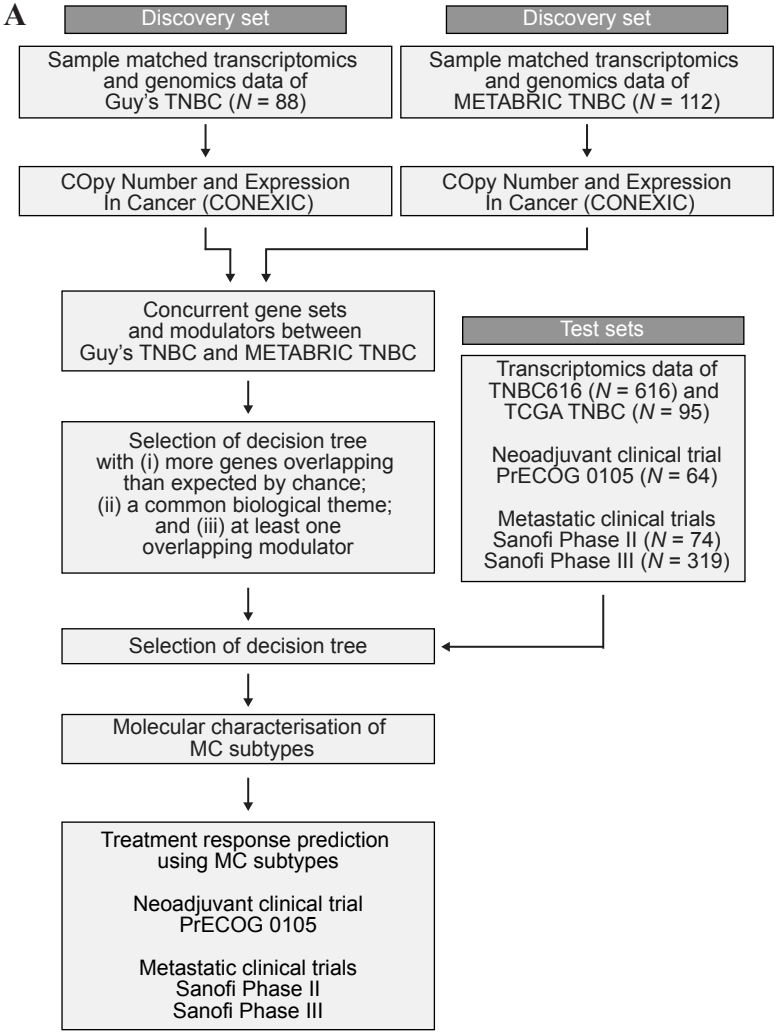 A
Discovery set
Sample matched transcriptomics
and genomics data of
Guy's TNBC (N = 88)
COpy Number and Expression
In Cancer (CONEXIC)
Discovery set
Sample matched transcriptomics
and genomics data of
METABRIC TNBC (N = 112)
COpy Number and Expression
In Cancer (CONEXIC)
Concurrent gene sets
and modulators between
Guy's TNBC and METABRIC TNBC
Selection of decision tree
with (i) more genes overlapping
than expected by chance;
(ii) a common biological theme;
and (iii) at least one
overlapping modulator
Test sets
Transcriptomics data of
TNBC616 (N = 616) and
TCGA TNBC (N = 95)
Neoadjuvant clinical trial
PrECOG 0105 (N = 64)
Metastatic clinical trials
Sanofi Phase II (N = 74)
Sanofi Phase III (N = 319)
Selection of decision tree
Molecular characterisation of
MC subtypes
Treatment response prediction
using MC subtypes
Neoadjuvant clinical trial
PrECOG 0105
Metastatic clinical trials
Sanofi Phase II
Sanofi Phase III